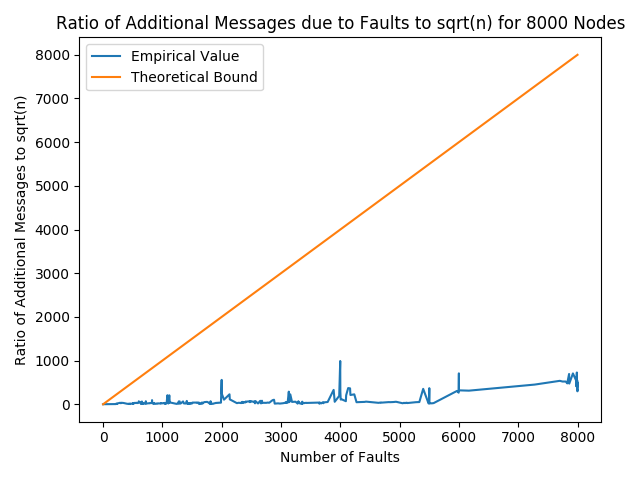 Ratio of Additional Messages due to Faults to sqrt(n) for 8000 Nodes
Empirical Value
Theoretical Bound
Ratio of Additional Messages to sqrt(n)
8000
7000
6000
5000
4000
3000
2000
1000
0
0 1000 2000 3000 4000 5000 6000 7000 8000
Number of Faults